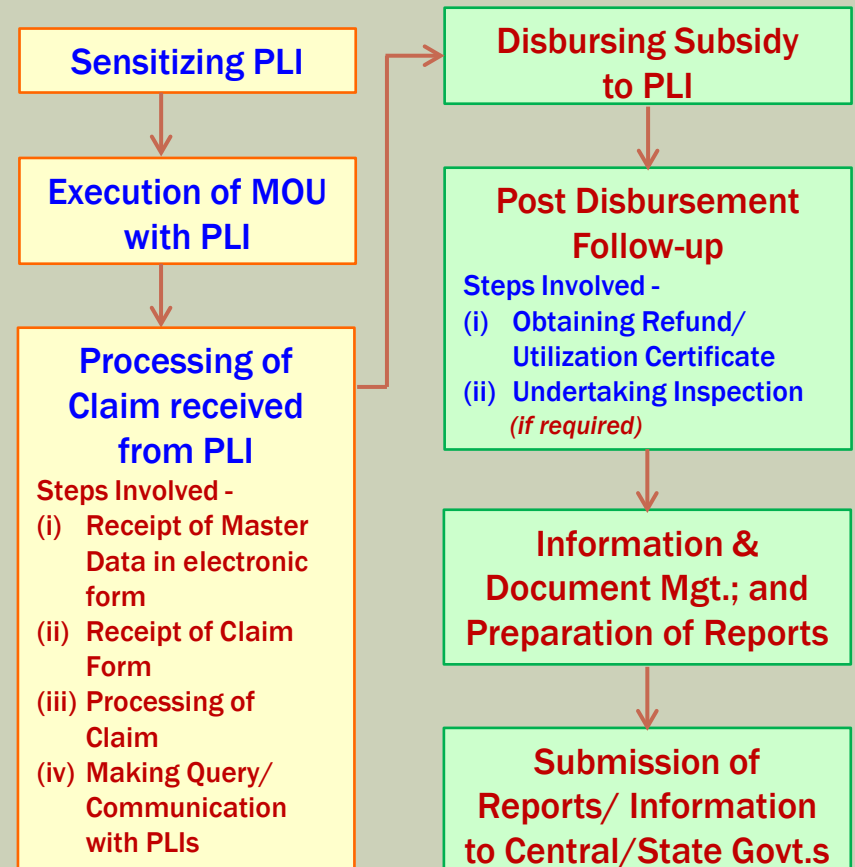 Sensitizing PLI
Execution of MOU
with PLI
Processing of
Claim received
from PLI
Steps Involved -
(i) Receipt of Master
Data in electronic
form
(ii) Receipt of Claim
Form
(iii) Processing of
Claim
(iv) Making Query/
Communication
with PLIs
Disbursing Subsidy
to PLI
Post Disbursement
Follow-up
Steps Involved -
(i) Obtaining Refund/
Utilization Certificate
(ii) Undertaking Inspection
(if required)
Information &
Document Mgt.; and
Preparation of Reports
Submission of
Reports/ Information
to Central/State Govt.s